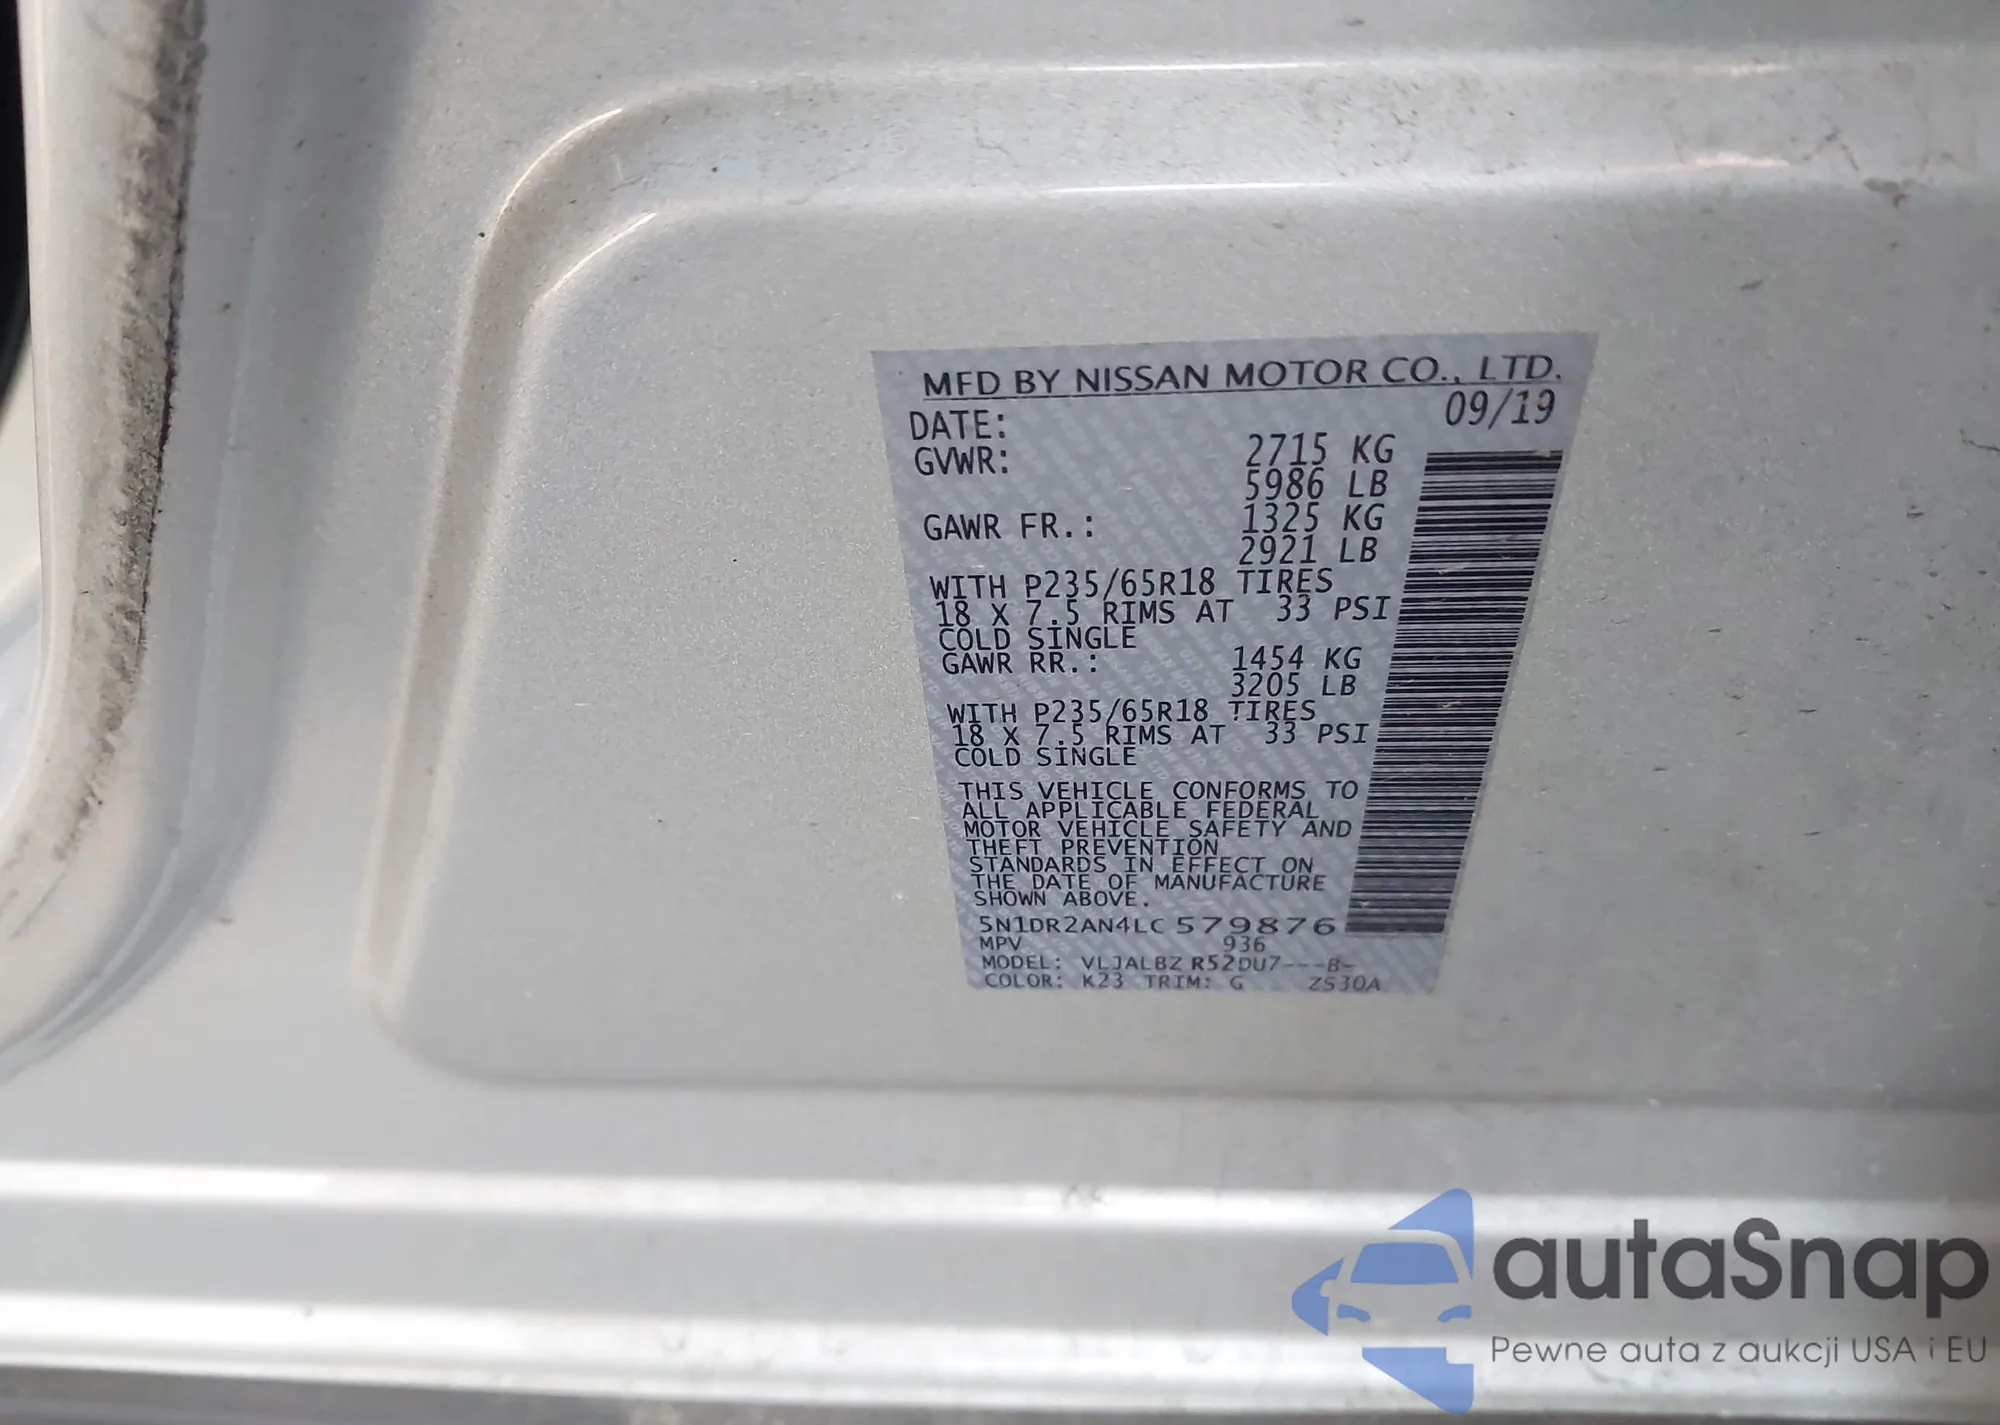 MFD BY NISSAN MOTOR CO., LTD.
DATE: 09/19
GVWR: 2715 KG
5986 LB
GAWR FR.: 1325 KG
2921 LB
WITH P235/65R18 TIRES
18 X 7.5 RIMS AT 33 PSI
COLD SINGLE
GAWR RR.: 1454 KG
3205 LB
WITH P235/65R18 TIRES
18 X 7.5 RIMS AT 33 PSI
COLD SINGLE
THIS VEHICLE CONFORMS TO
ALL APPLICABLE FEDERAL
MOTOR VEHICLE SAFETY AND
THEFT PREVENTION
STANDARDS IN EFFECT ON
THE DATE OF MANUFACTURE
SHOWN ABOVE.
5N1DR2AN4LC579876
MPV 936
MODEL: VLJALBZ R52DU7---B-
COLOR: K23 TRIM: G ZS30A
autaSnap
Pewne auta z aukcji USA i EU